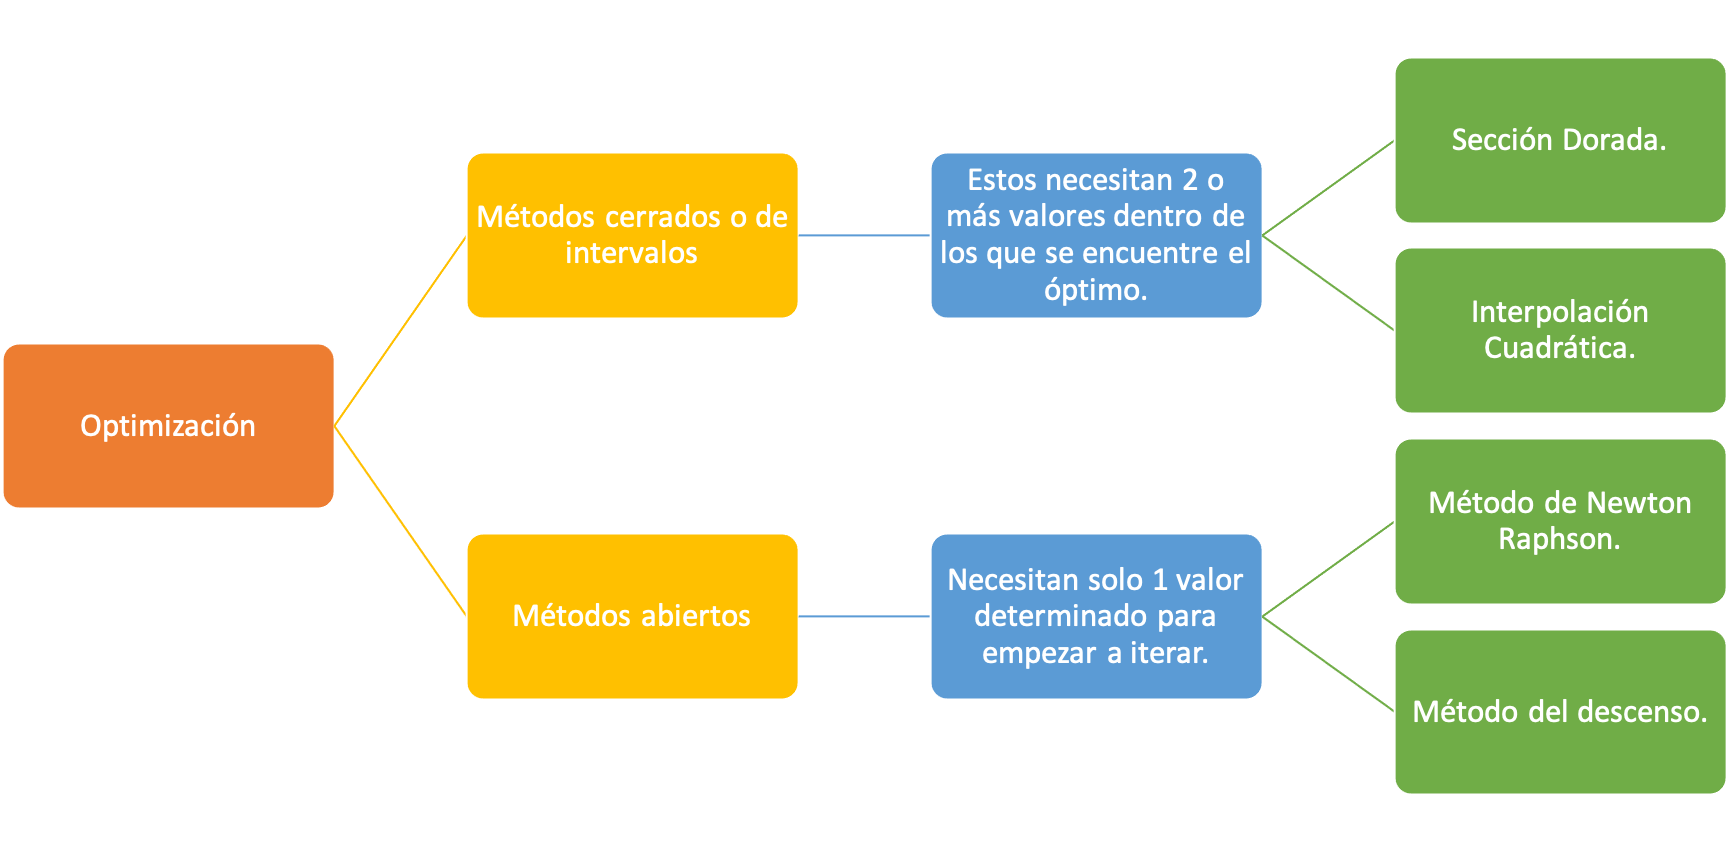 Optimización
Métodos cerrados o de
intervalos
Estos necesitan 2 o
más valores dentro de
los que se encuentre el
óptimo.
Sección Dorada.
Interpolación
Cuadrática.
Métodos abiertos
Necesitan solo 1 valor
determinado para
empezar a iterar.
Método de Newton
Raphson.
Método del descenso.